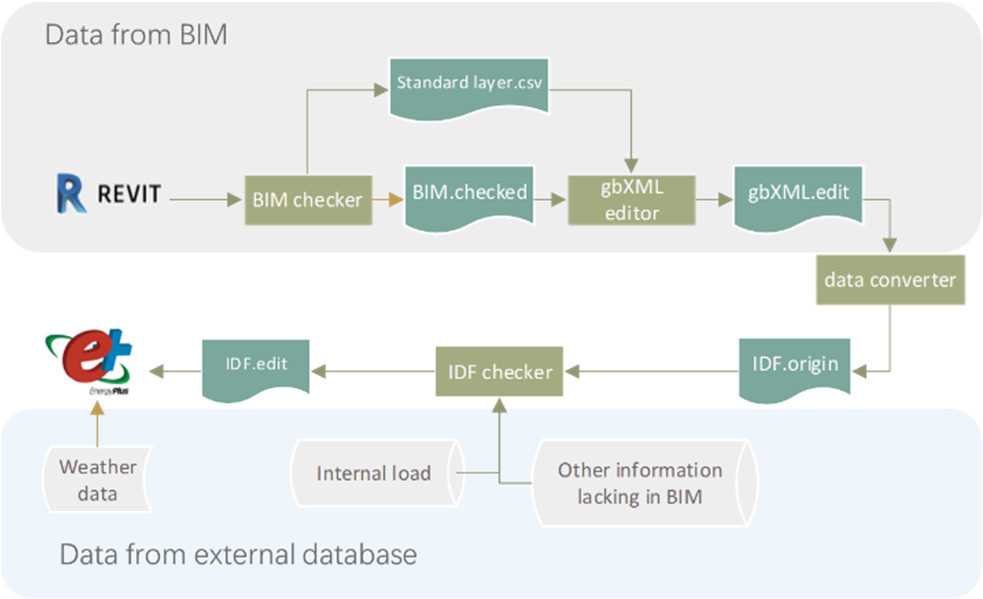 Data from BIM
Standard layer.csv
REVIT
BIM checker
BIM.checked
gbXML
editor
gbXML.edit
data converter
EnergyPlus
IDF.edit
IDF checker
IDF.origin
Weather
data
Internal load
Other information
lacking in BIM
Data from external database